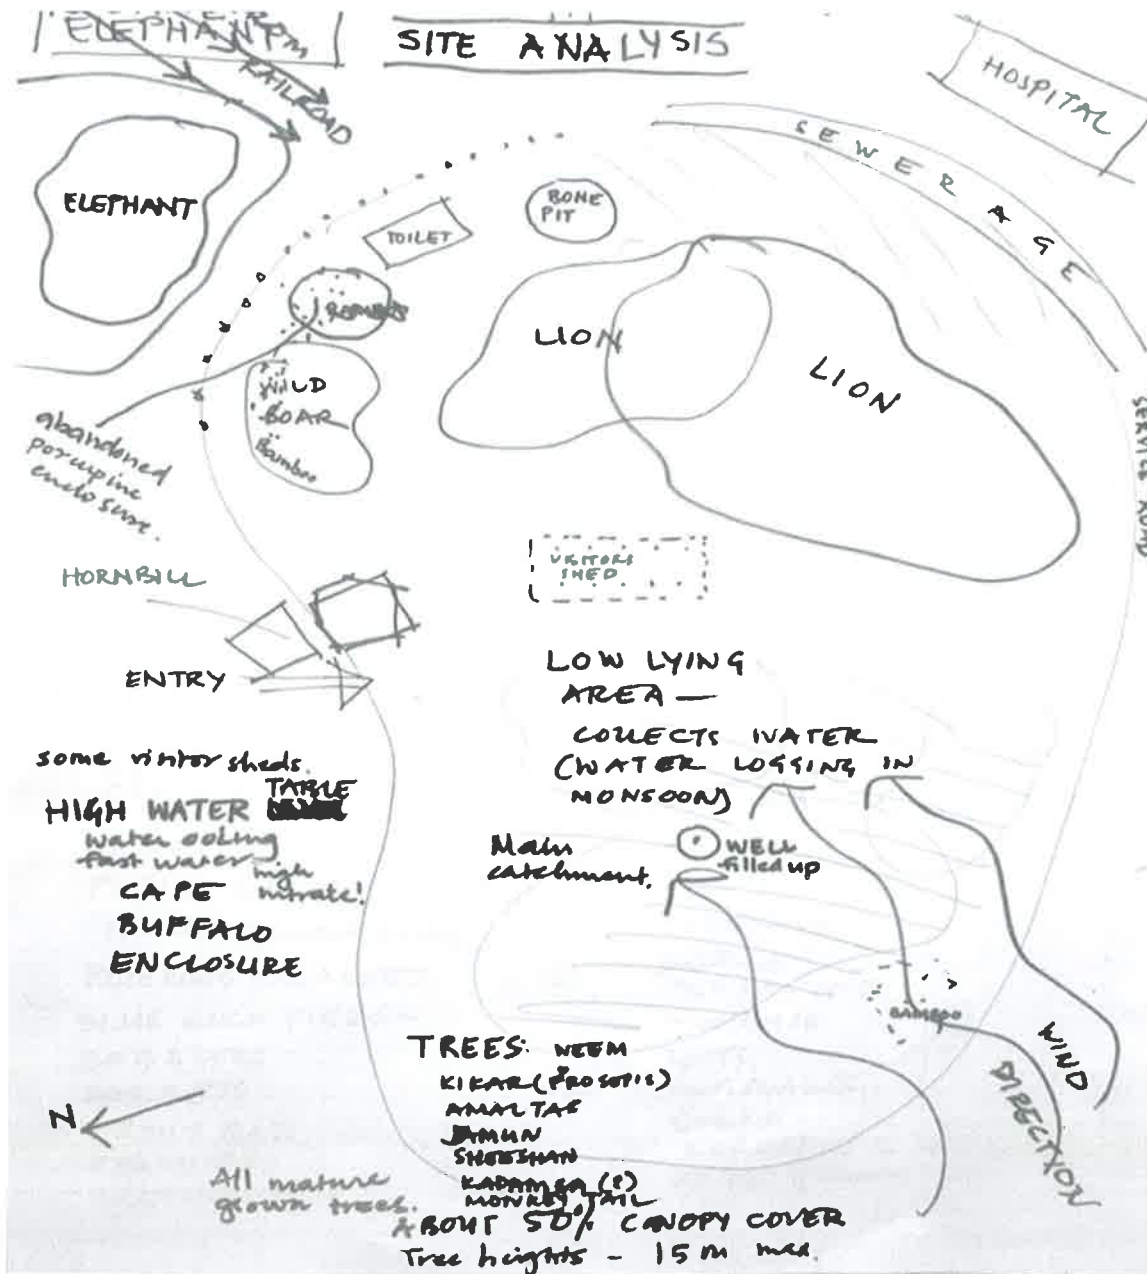 ELEPHANT
SITE ANALYSIS
RAILROAD
HOSPITAL
SEWERAGE
ELEPHANT
BONE
PIT
TOILET
LION
LION
WILD
BOAR
Bamboo
abandoned
porcupine
enclosure.
SERVICE ROAD
HORNBILL
VISITORS
SHED
ENTRY
LOW LYING
AREA —
COLLECTS WATER
(WATER LOGGING IN
MONSOON)
some visitor sheds.
HIGH WATER TABLE
water ooling
fast water high
nitrate!
CAPE
BUFFALO
ENCLOSURE
Main
catchment.
WELL
filled up
BAMBOO
WIND
DIRECTION
N
TREES: NEEM
KIKAR (PROSOPIS)
AMALTAS
JAMUN
SHEESHAN
KADAMBA (?)
MONKEY TAIL
All mature
grown trees.
ABOUT 50% CANOPY COVER
Tree heights - 15 m max.